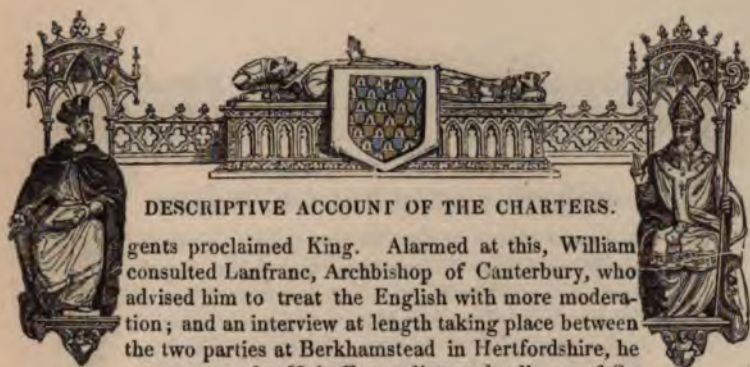 DESCRIPTIVE ACCOUNT OF THE CHARTERS.
gents proclaimed King. Alarmed at this, William
consulted Lanfranc, Archbishop of Canterbury, who
advised him to treat the English with more modera-
tion; and an interview at length taking place between
the two parties at Berkhamstead in Hertfordshire, he